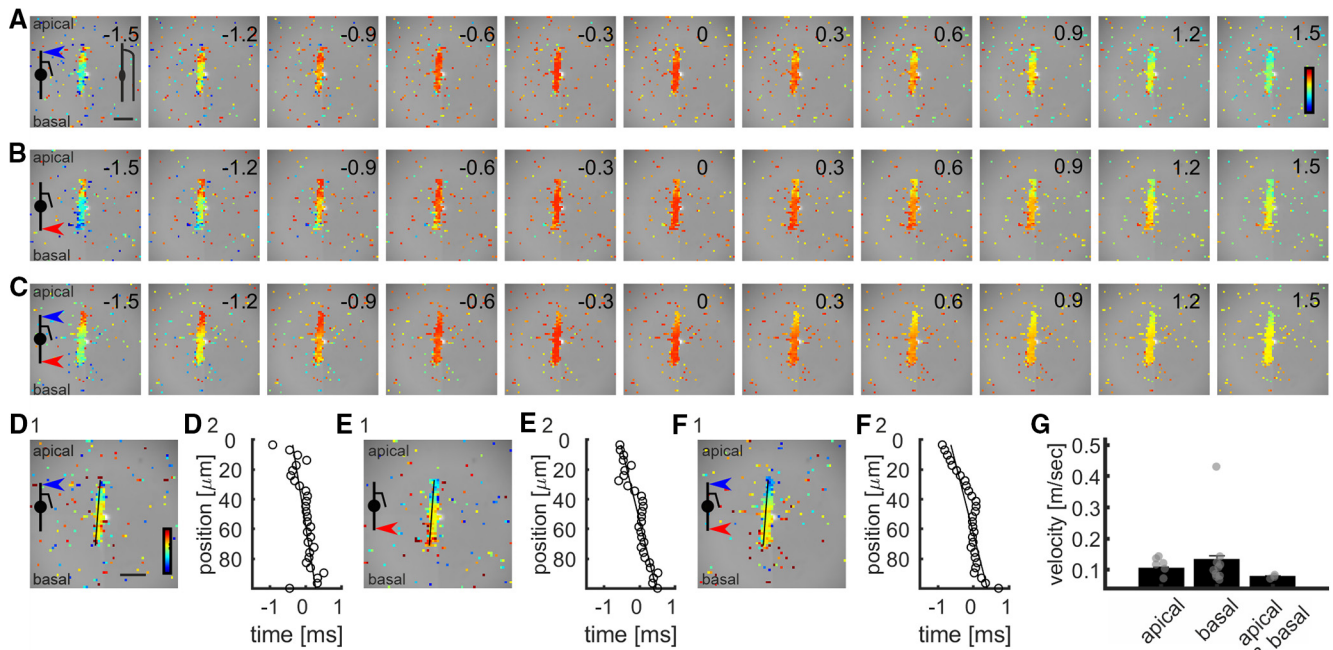 A
apical
-1.5 -1.2 -0.9 -0.6 -0.3 0 0.3 0.6 0.9 1.2 1.5
basal
B
apical
-1.5 -1.2 -0.9 -0.6 -0.3 0 0.3 0.6 0.9 1.2 1.5
basal
C
apical
-1.5 -1.2 -0.9 -0.6 -0.3 0 0.3 0.6 0.9 1.2 1.5
basal
D 1
apical
basal
D 2
position [μm]
0
20
40
60
80
-1 0 1
time [ms]
E 1
apical
basal
E 2
position [μm]
0
20
40
60
80
-1 0 1
time [ms]
F 1
apical
basal
F 2
position [μm]
0
20
40
60
80
-1 0 1
time [ms]
G
velocity [m/sec]
0.5
0.4
0.3
0.2
0.1
apical
basal
apical
basal